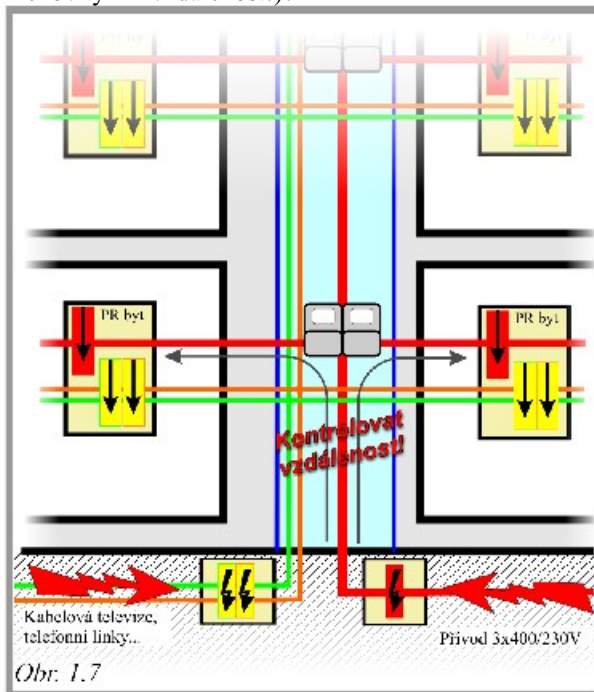 PR byt
PR byt
Kontrolovat
vzdálenost!
Kabelová televize,
telefonní linky...
Přívod 3x400/230V
Obr. 1.7